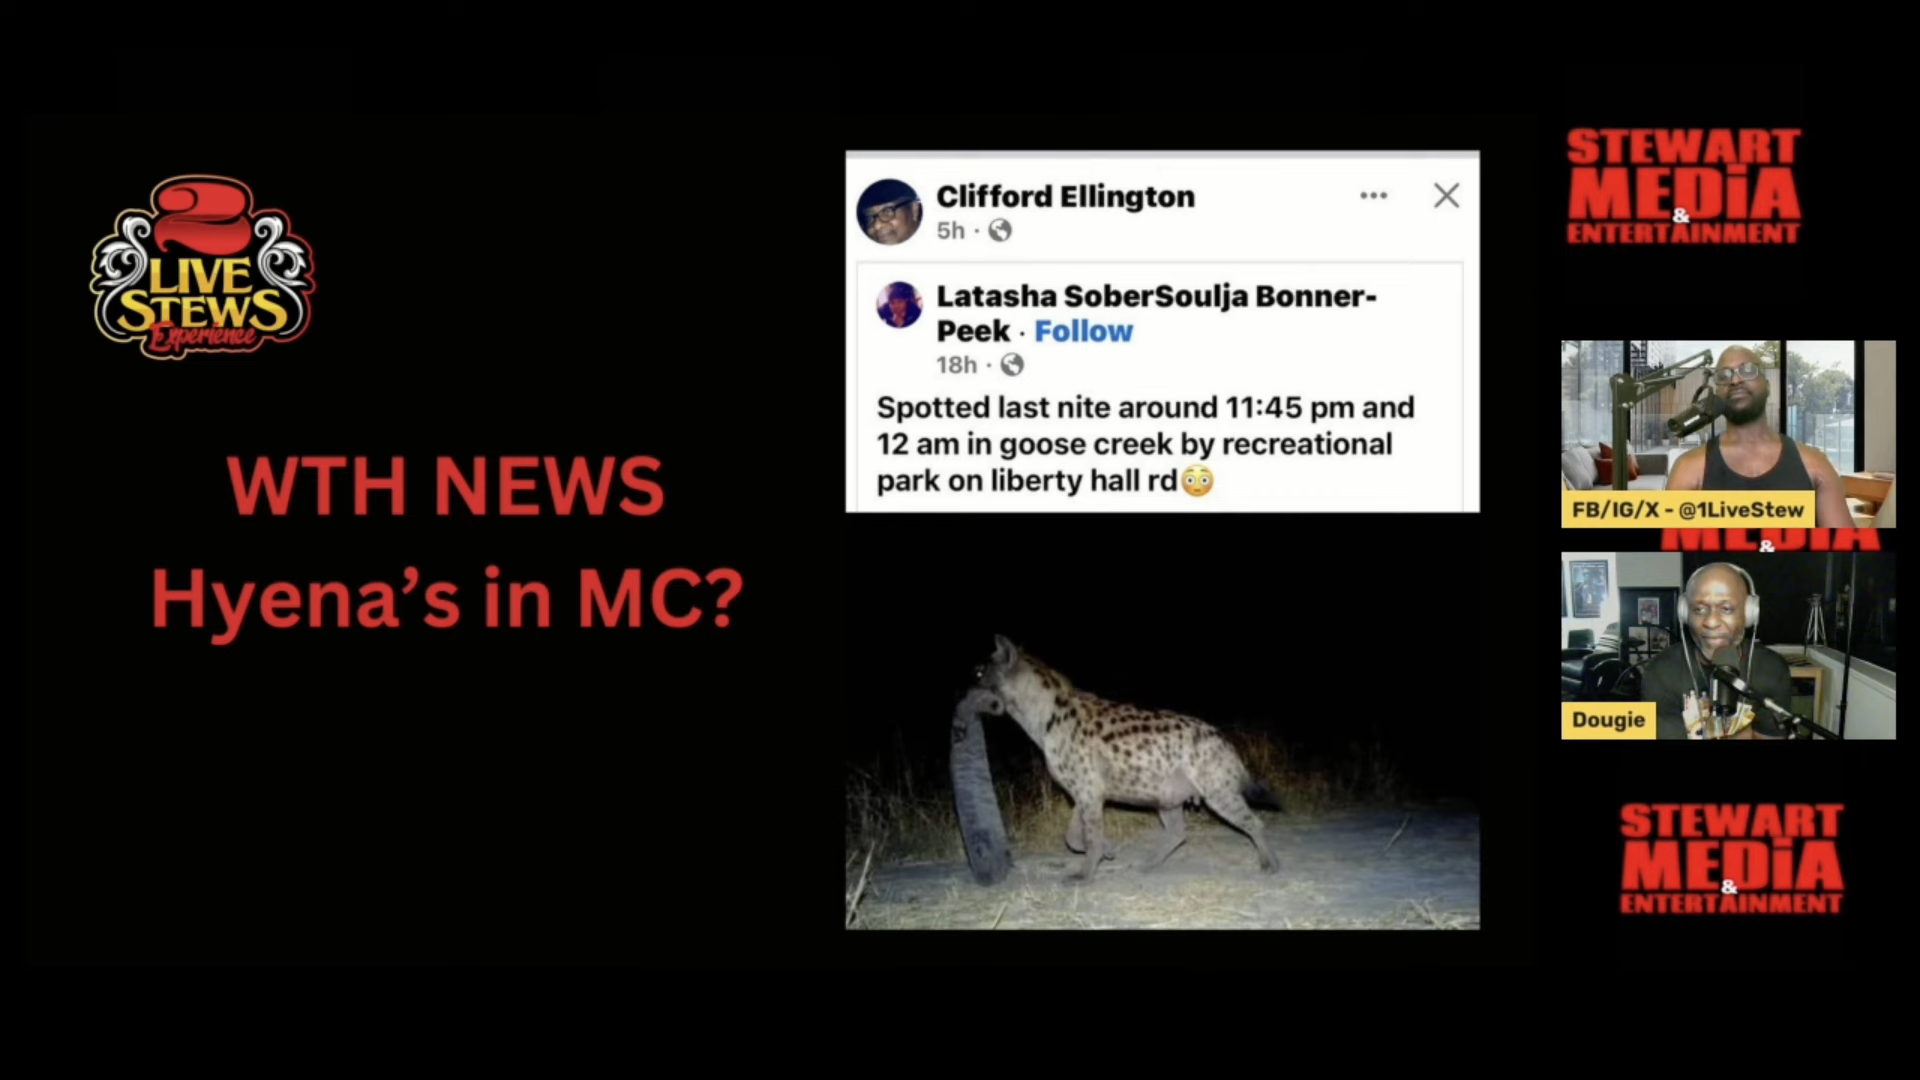 2
LIVE
STEWS
Experience
WTH NEWS
Hyena’s in MC?
Clifford Ellington
5h ·
Latasha SoberSoulja Bonner-
Peek · Follow
18h ·
Spotted last nite around 11:45 pm and
12 am in goose creek by recreational
park on liberty hall rd😳
STEWART
MEDiA
&
ENTERTAINMENT
FB/IG/X - @1LiveStew
MEDiA
&
Dougie
STEWART
MEDiA
&
ENTERTAINMENT